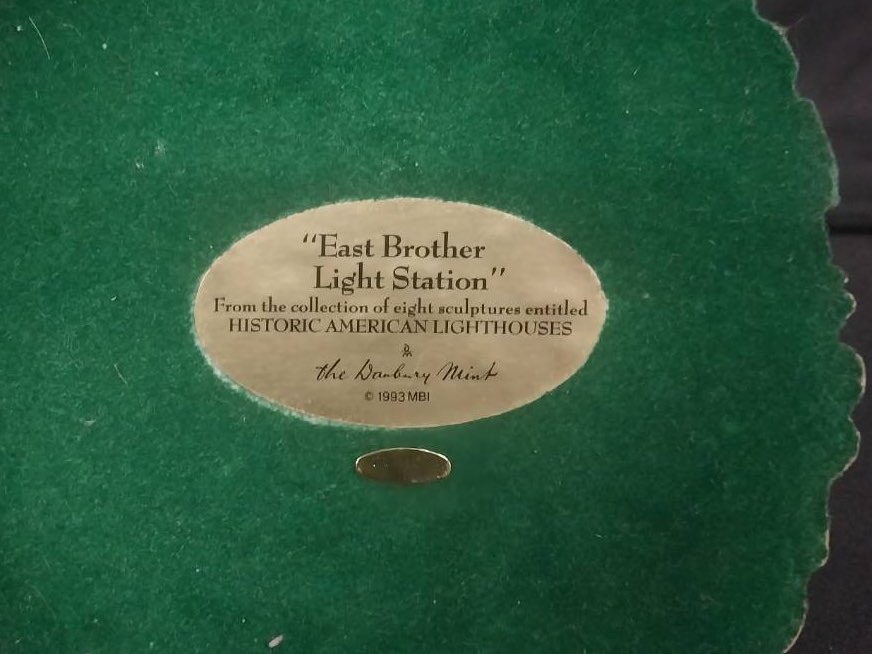 “East Brother
Light Station”
From the collection of eight sculptures entitled
HISTORIC AMERICAN LIGHTHOUSES
the Danbury Mint
© 1993 MBI